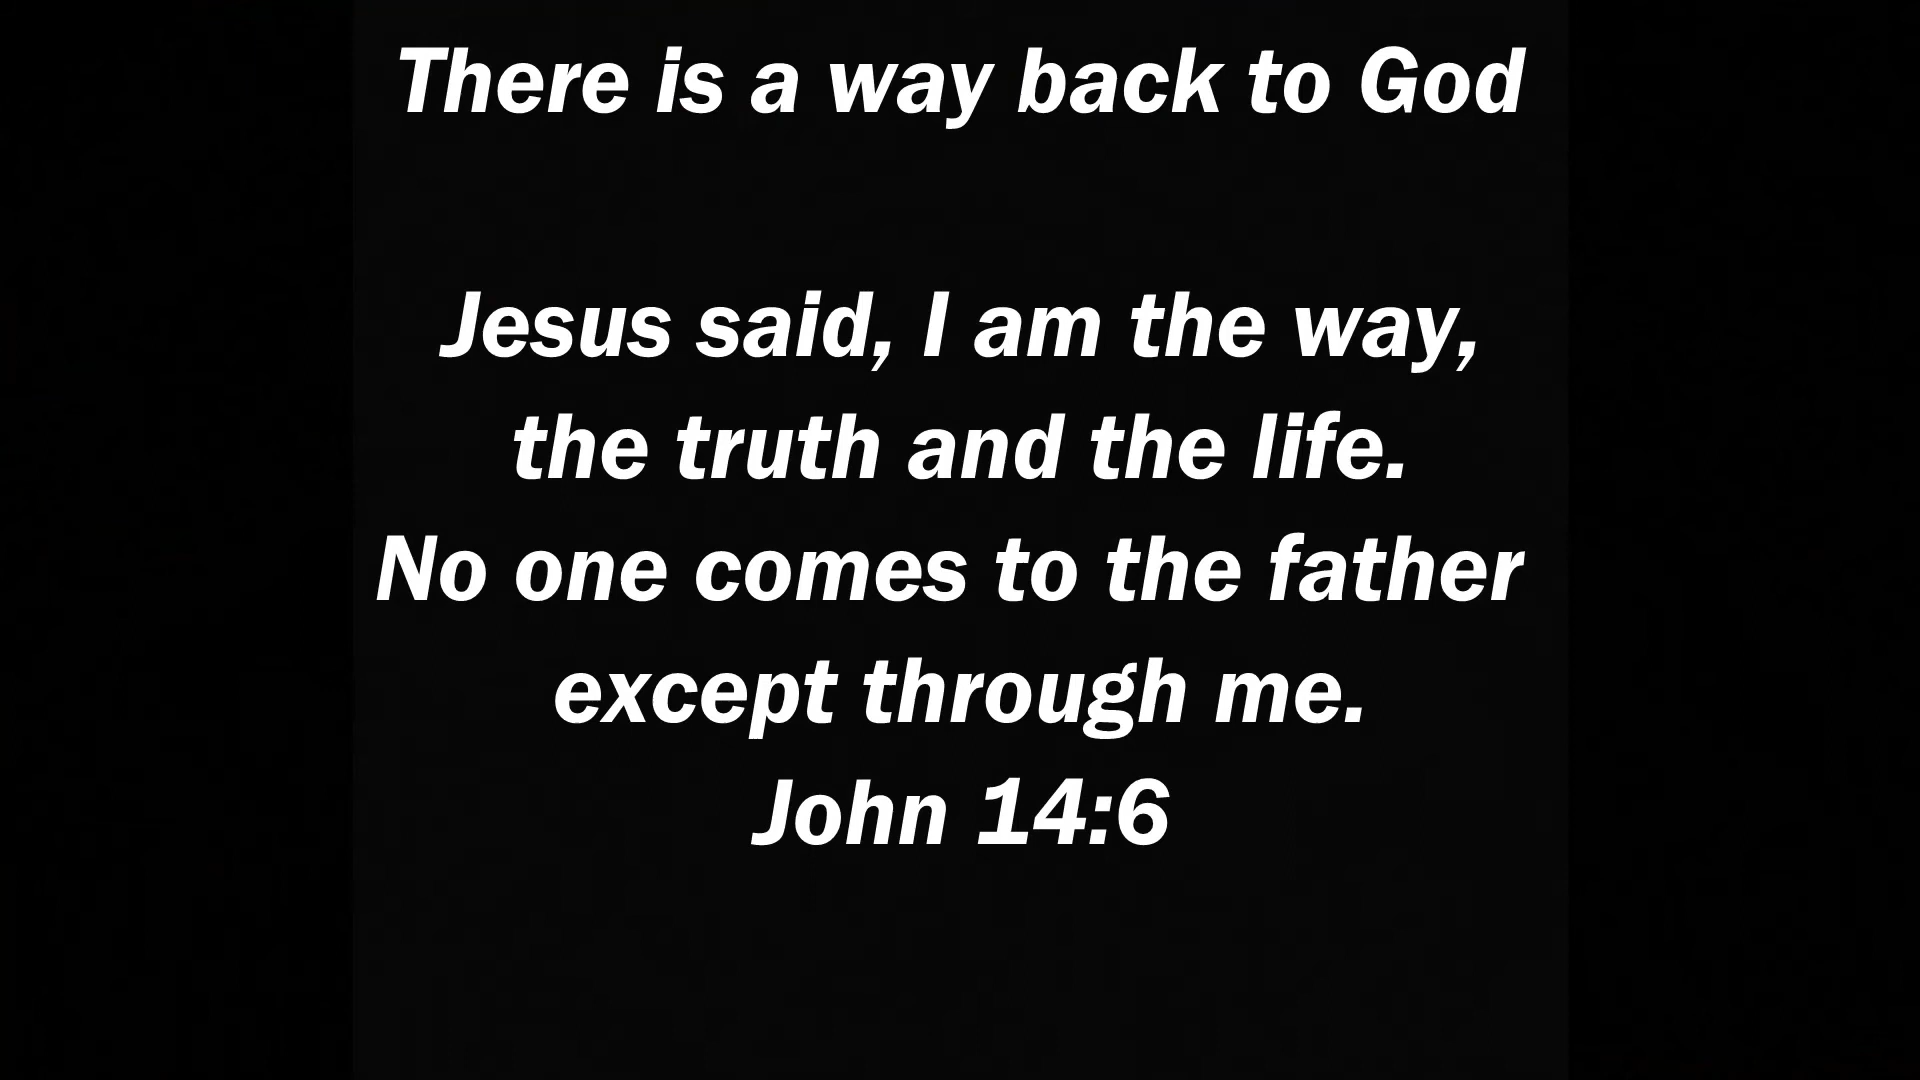 There is a way back to God
Jesus said, I am the way,
the truth and the life.
No one comes to the father
except through me.
John 14:6